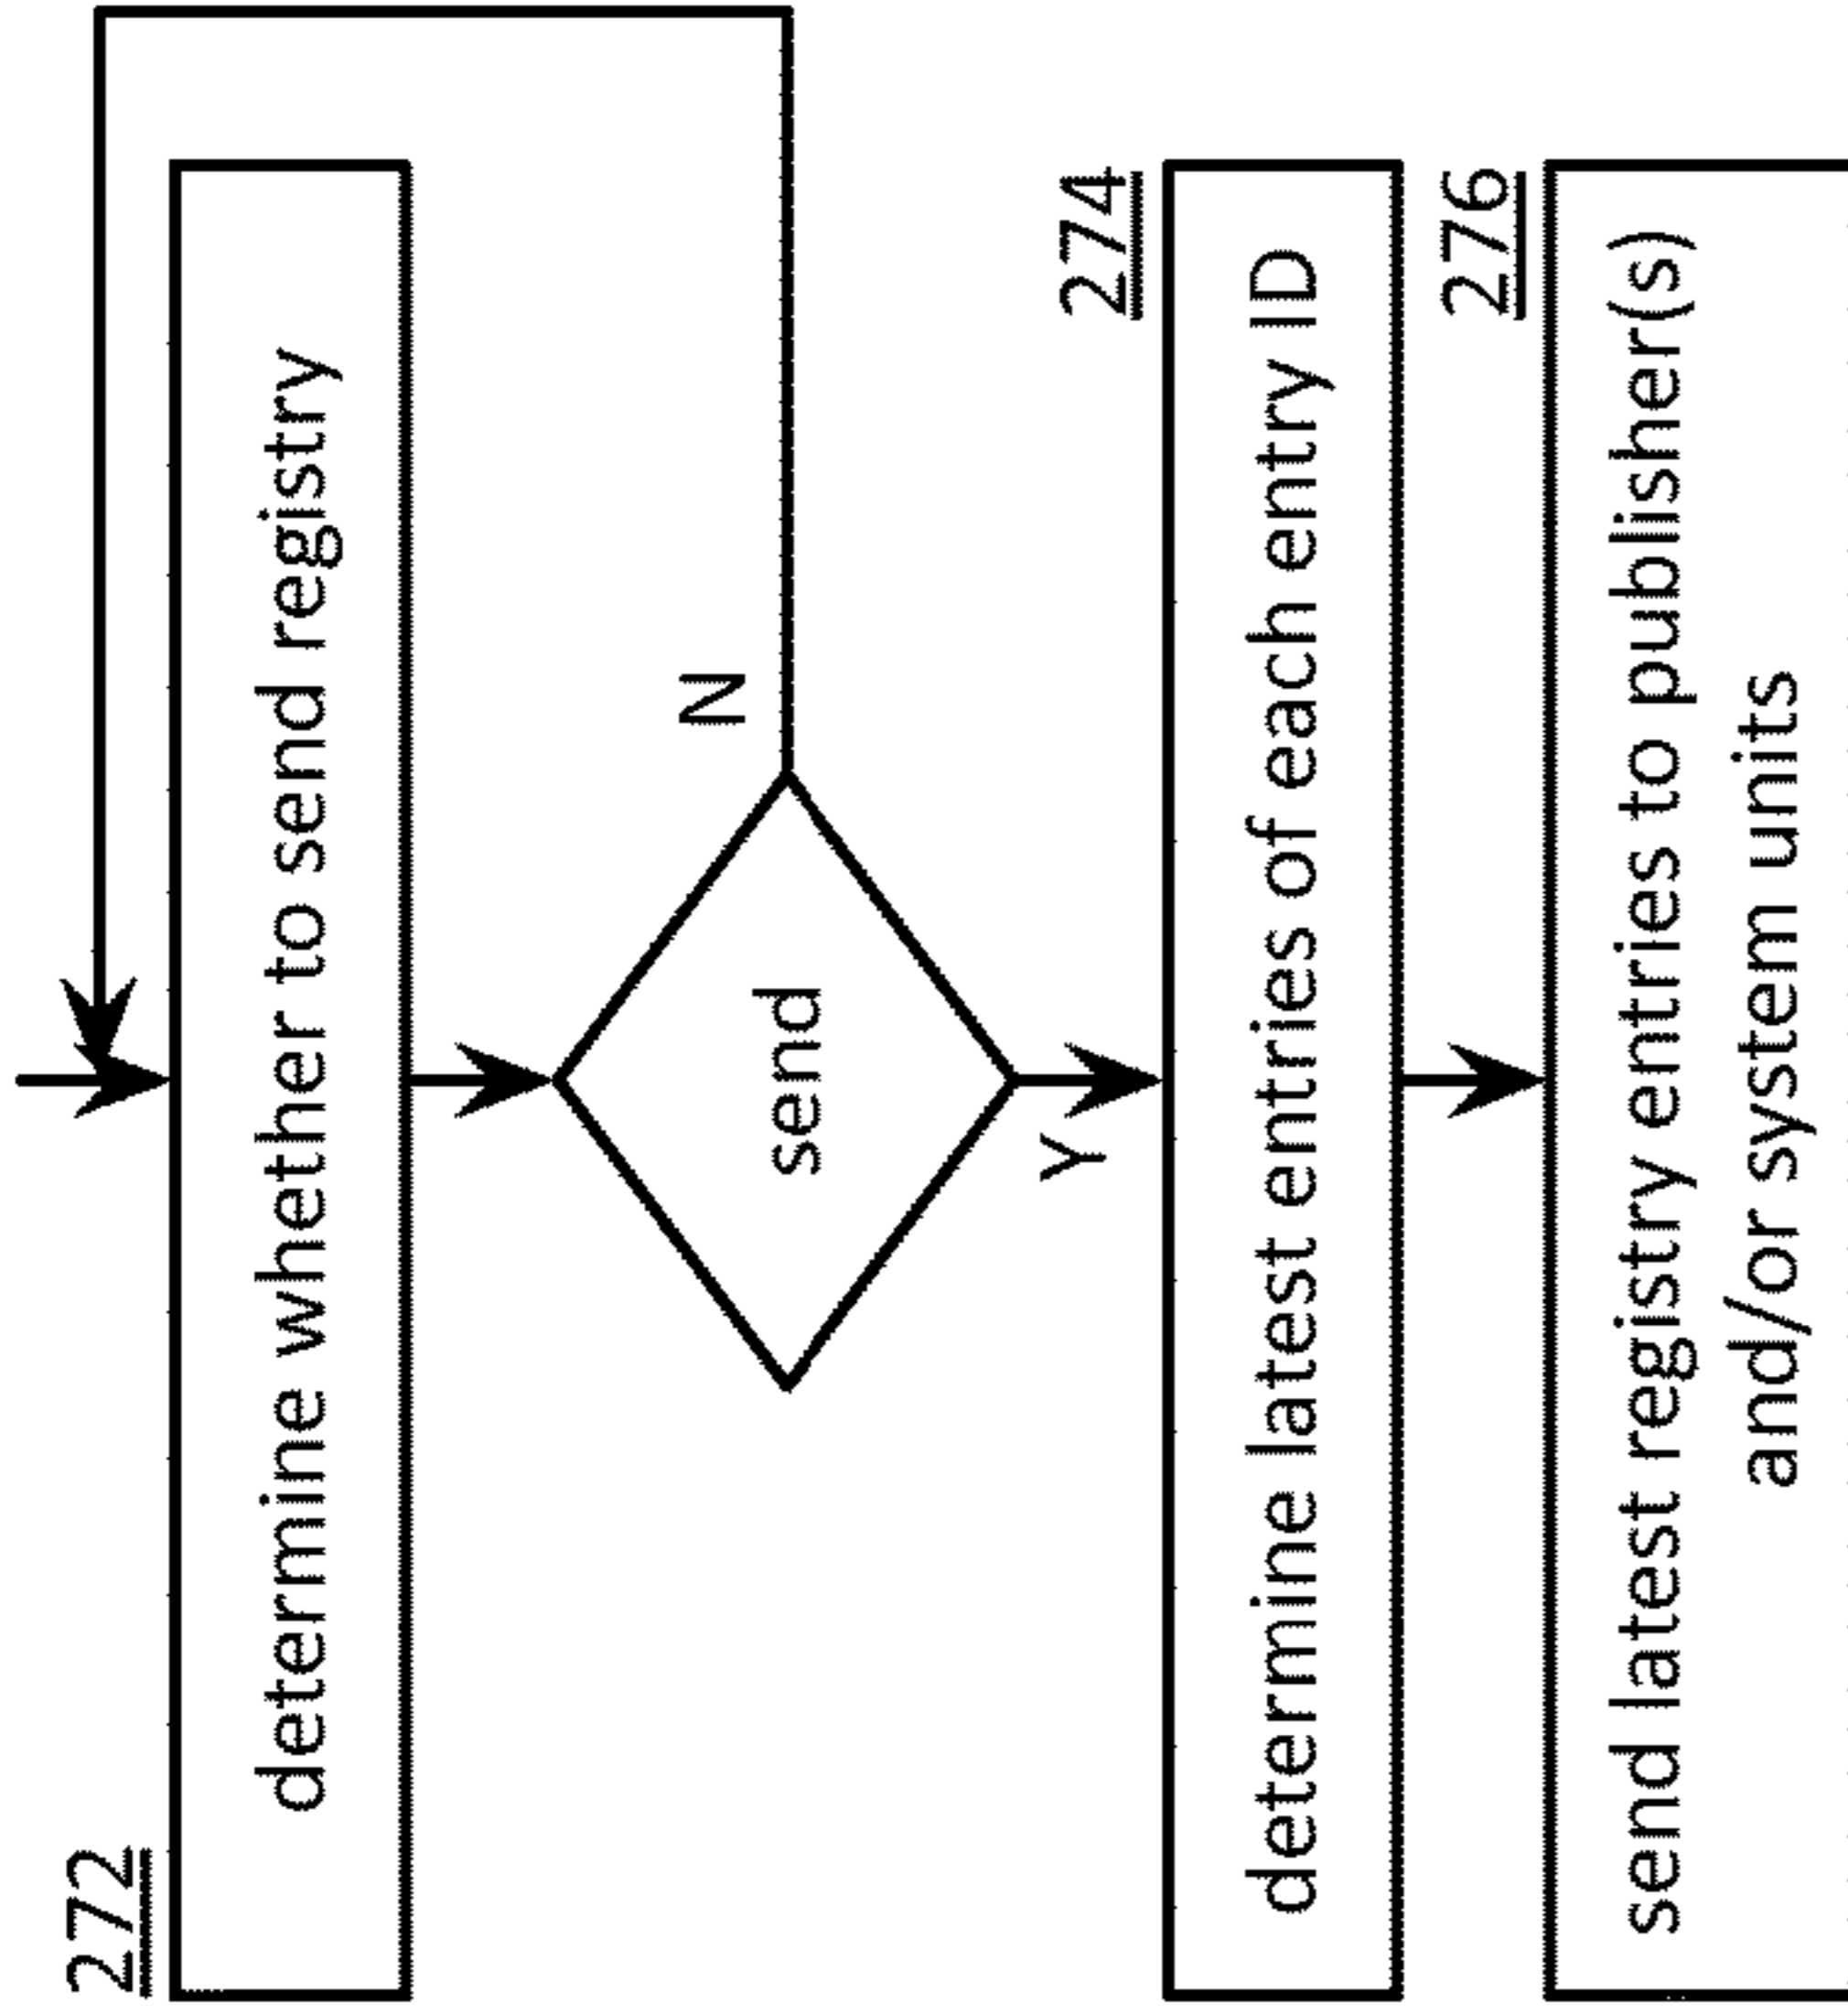 272
determine whether to send registry
send
N
Y
274
determine latest entries of each entry ID
276
send latest registry entries to publisher(s)
and/or system units